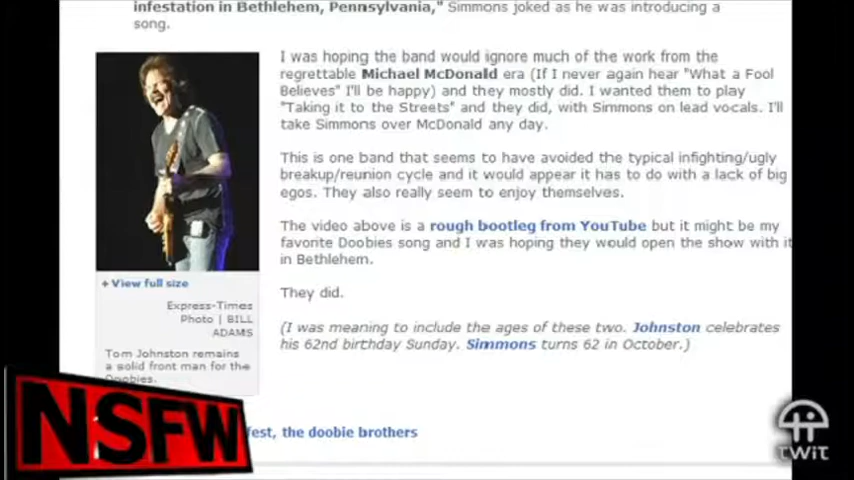 infestation in Bethlehem, Pennsylvania," Simmons joked as he was introducing a
song.
I was hoping the band would ignore much of the work from the
regrettable Michael McDonald era (If I never again hear "What a Fool
Believes" I'll be happy) and they mostly did. I wanted them to play
"Taking it to the Streets" and they did, with Simmons on lead vocals. I'll
take Simmons over McDonald any day.
This is one band that seems to have avoided the typical infighting/ugly
breakup/reunion cycle and it would appear it has to do with a lack of big
egos. They also really seem to enjoy themselves.
The video above is a rough bootleg from YouTube but it might be my
favorite Doobies song and I was hoping they would open the show with it
in Bethlehem.
They did.
(I was meaning to include the ages of these two. Johnston celebrates
his 62nd birthday Sunday. Simmons turns 62 in October.)
+ View full size
Express-Times
Photo | BILL
ADAMS
Tom Johnston remains
a solid front man for the
Doobies.
fest, the doobie brothers
NSFW
TWiT